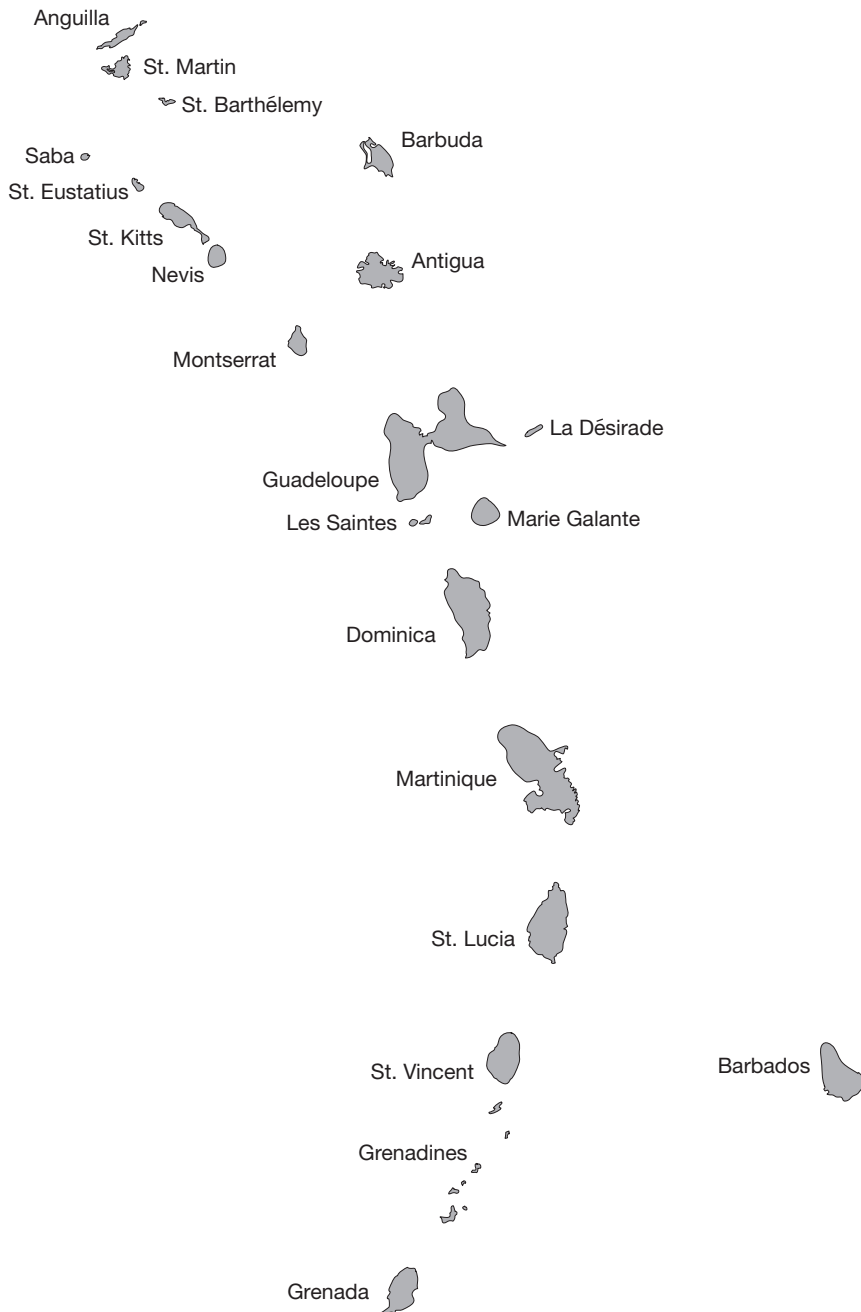 Anguilla
St. Martin
St. Barthélemy
Barbuda
Saba
St. Eustatius
St. Kitts
Nevis
Antigua
Montserrat
La Désirade
Guadeloupe
Les Saintes
Marie Galante
Dominica
Martinique
St. Lucia
St. Vincent
Barbados
Grenadines
Grenada